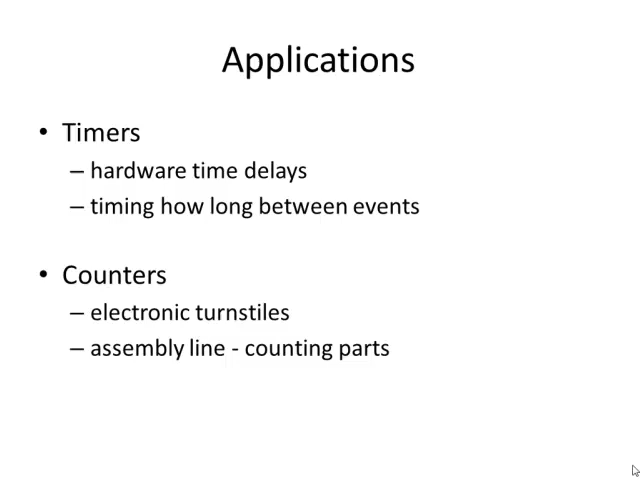 Applications
• Timers
– hardware time delays
– timing how long between events
• Counters
– electronic turnstiles
– assembly line - counting parts